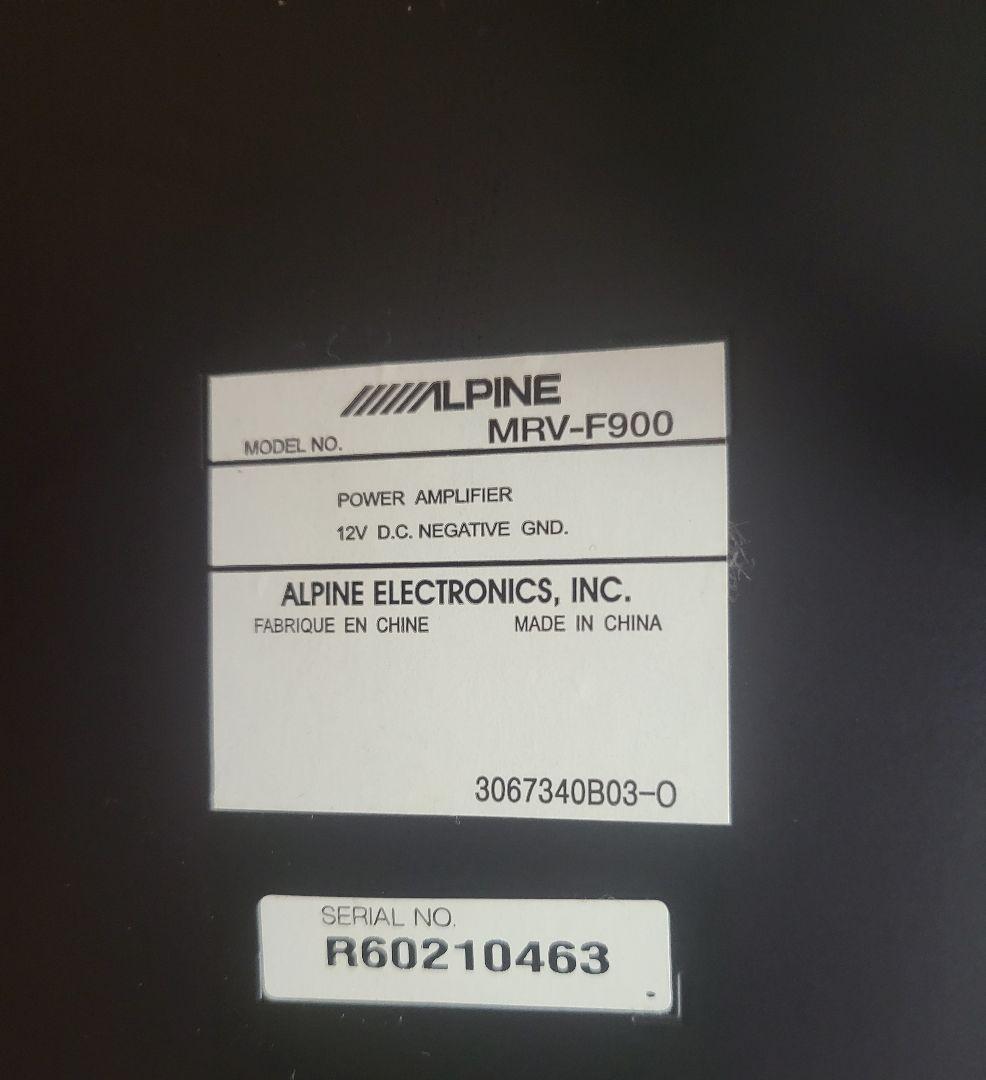 ALPINE
MODEL NO. MRV-F900
POWER AMPLIFIER
12V D.C. NEGATIVE GND.
ALPINE ELECTRONICS, INC.
FABRIQUE EN CHINE MADE IN CHINA
3067340B03-O
SERIAL NO.
R60210463